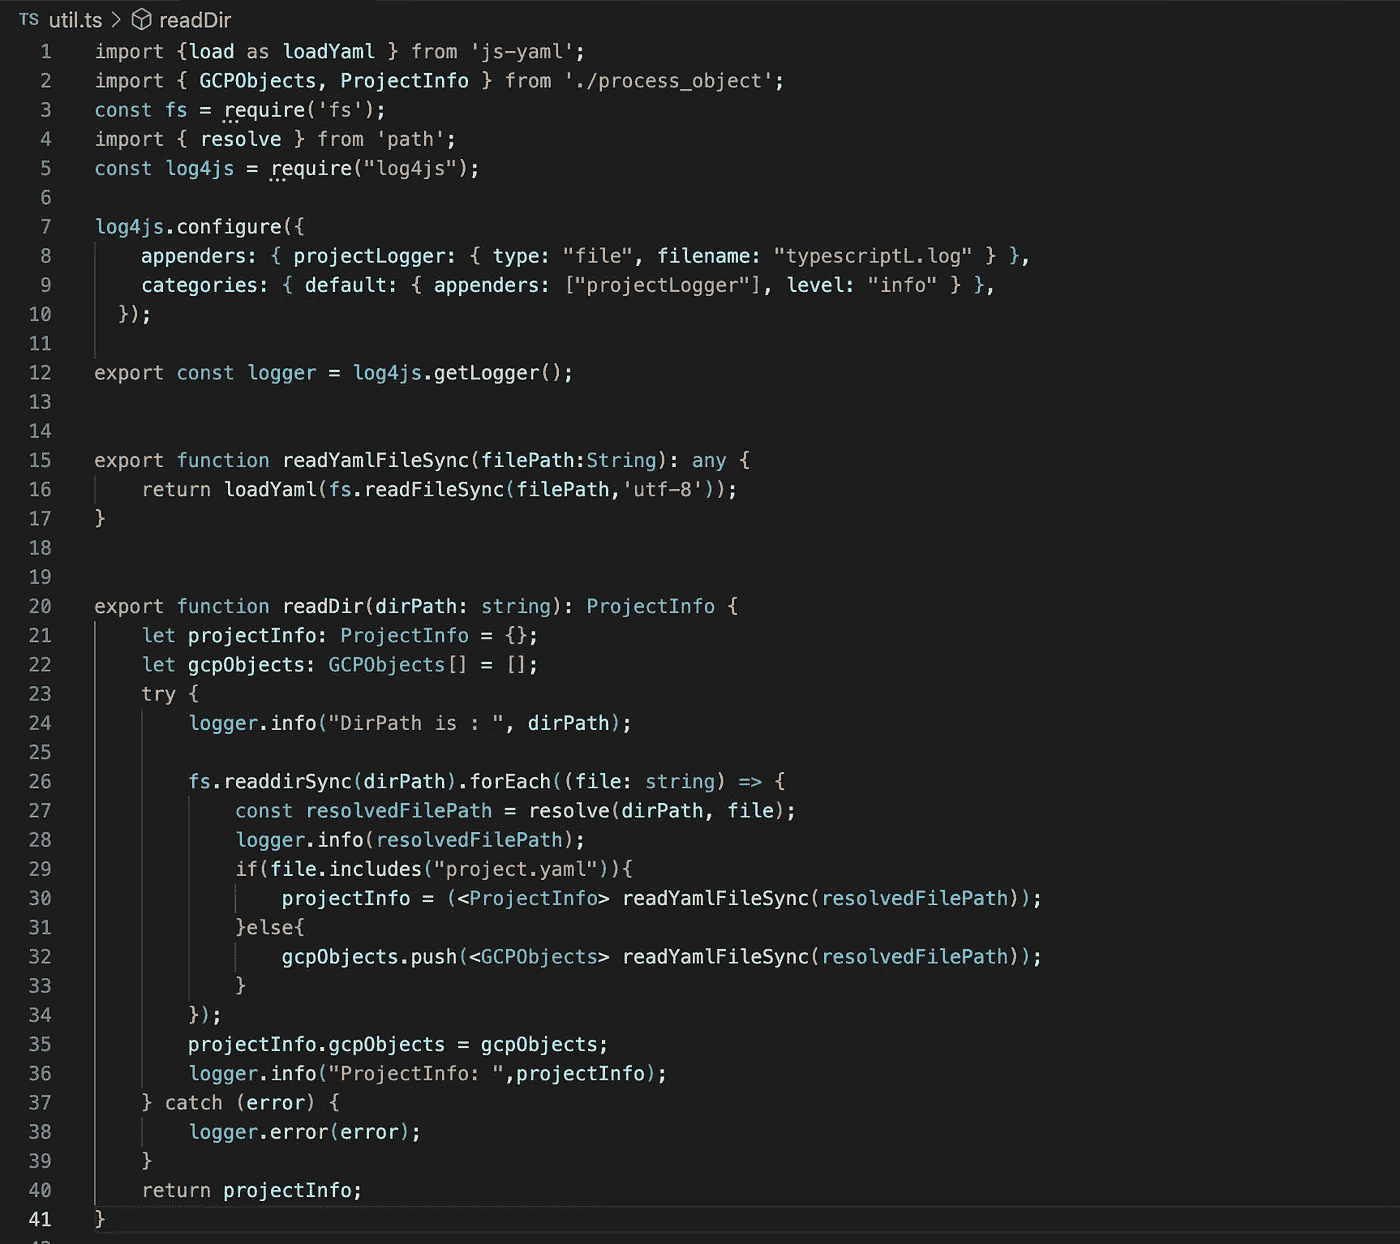 TS util.ts > readDir
1 import {load as loadYaml } from 'js-yaml';
2 import { GCPObjects, ProjectInfo } from './process_object';
3 const fs = require('fs');
4 import { resolve } from 'path';
5 const log4js = require("log4js");
6
7 log4js.configure({
8     appenders: { projectLogger: { type: "file", filename: "typescriptL.log" } },
9     categories: { default: { appenders: ["projectLogger"], level: "info" } },
10   });
11
12 export const logger = log4js.getLogger();
13
14
15 export function readYamlFileSync(filePath:String): any {
16     return loadYaml(fs.readFileSync(filePath,'utf-8'));
17 }
18
19
20 export function readDir(dirPath: string): ProjectInfo {
21     let projectInfo: ProjectInfo = {};
22     let gcpObjects: GCPObjects[] = [];
23     try {
24         logger.info("DirPath is : ", dirPath);
25
26         fs.readdirSync(dirPath).forEach((file: string) => {
27             const resolvedFilePath = resolve(dirPath, file);
28             logger.info(resolvedFilePath);
29             if(file.includes("project.yaml")){
30                 projectInfo = (<ProjectInfo> readYamlFileSync(resolvedFilePath));
31             }else{
32                 gcpObjects.push(<GCPObjects> readYamlFileSync(resolvedFilePath));
33             }
34         });
35         projectInfo.gcpObjects = gcpObjects;
36         logger.info("ProjectInfo: ",projectInfo);
37     } catch (error) {
38         logger.error(error);
39     }
40     return projectInfo;
41 }